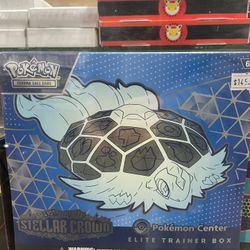 POKÉMON
TRADING CARD GAME
STELLAR CROWN
Pokémon Center
ELITE TRAINER BOX